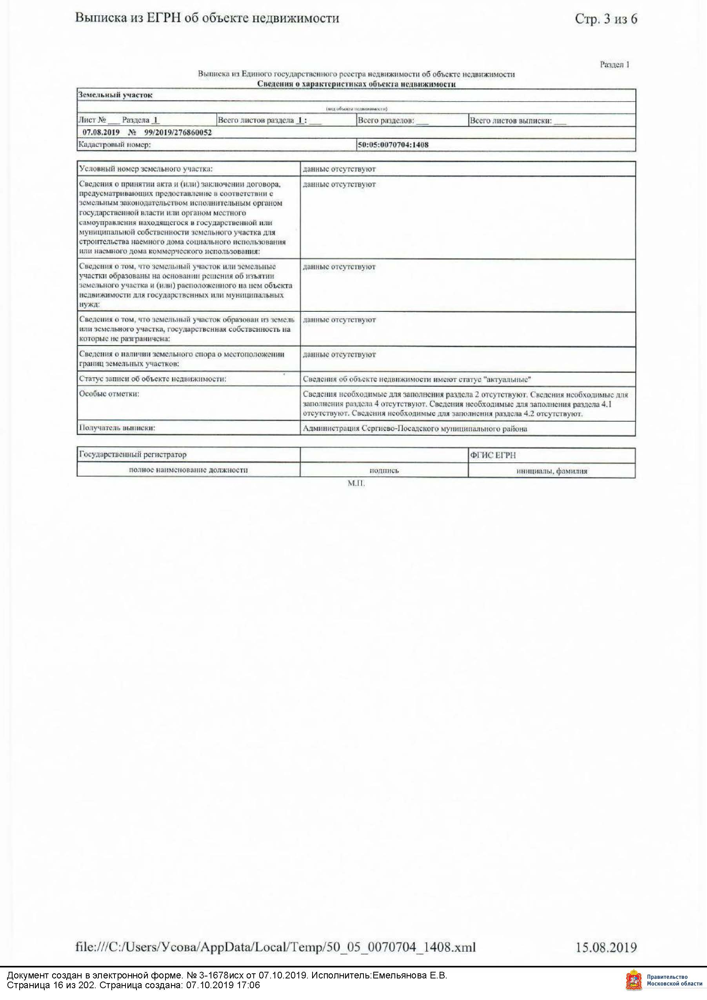 Выписка из ЕГРН об объекте недвижимости Стр. 3 из 6
Раздел 1
Выписка из Единого государственного реестра недвижимости об объекте недвижимости
Сведения о характеристиках объекта недвижимости
Земельный участок
(вид объекта недвижимости)
Лист № ___ Раздела 1 Всего листов раздела 1 : ___ Всего разделов: ___ Всего листов выписки: ___
07.08.2019 № 99/2019/276860052
Кадастровый номер: 50:05:0070704:1408
Условный номер земельного участка: данные отсутствуют
Сведения о принятии акта и (или) заключении договора, данные отсутствуют
предусматривающих предоставление в соответствии с
земельным законодательством исполнительным органом
государственной власти или органом местного
самоуправления находящегося в государственной или
муниципальной собственности земельного участка для
строительства наемного дома социального использования
или наемного дома коммерческого использования:
Сведения о том, что земельный участок или земельные данные отсутствуют
участки образованы на основании решения об изъятии
земельного участка и (или) расположенного на нем объекта
недвижимости для государственных или муниципальных
нужд:
Сведения о том, что земельный участок образован из земель данные отсутствуют
или земельного участка, государственная собственность на
которые не разграничена:
Сведения о наличии земельного спора о местоположении данные отсутствуют
границ земельных участков:
Статус записи об объекте недвижимости: Сведения об объекте недвижимости имеют статус "актуальные"
Особые отметки: Сведения необходимые для заполнения раздела 2 отсутствуют. Сведения необходимые для
заполнения раздела 4 отсутствуют. Сведения необходимые для заполнения раздела 4.1
отсутствуют. Сведения необходимые для заполнения раздела 4.2 отсутствуют.
Получатель выписки: Администрация Сергиево-Посадского муниципального района
Государственный регистратор ФГИС ЕГРН
полное наименование должности подпись инициалы, фамилия
М.П.
file:///C:/Users/Усова/AppData/Local/Temp/50_05_0070704_1408.xml 15.08.2019
Документ создан в электронной форме. № 3-1678исх от 07.10.2019. Исполнитель:Емельянова Е.В.
Страница 16 из 202. Страница создана: 07.10.2019 17:06
Правительство
Московской области